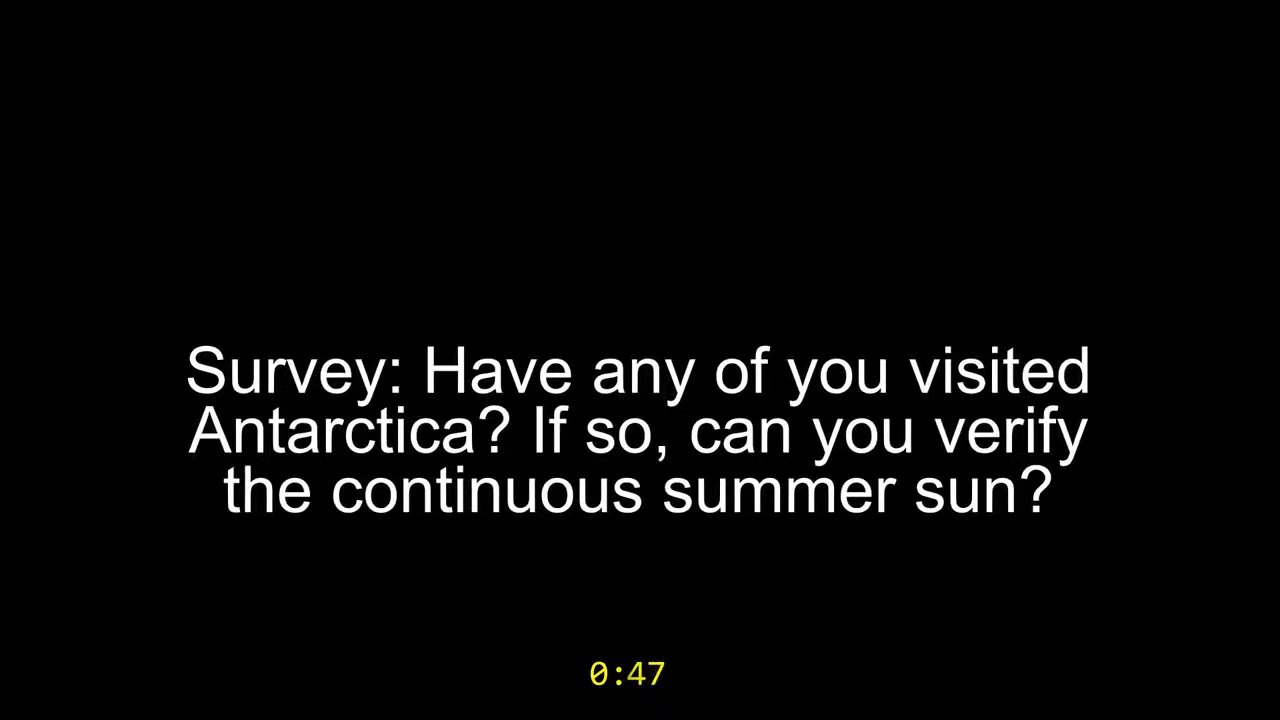 Survey: Have any of you visited
Antarctica? If so, can you verify
the continuous summer sun?
0:47